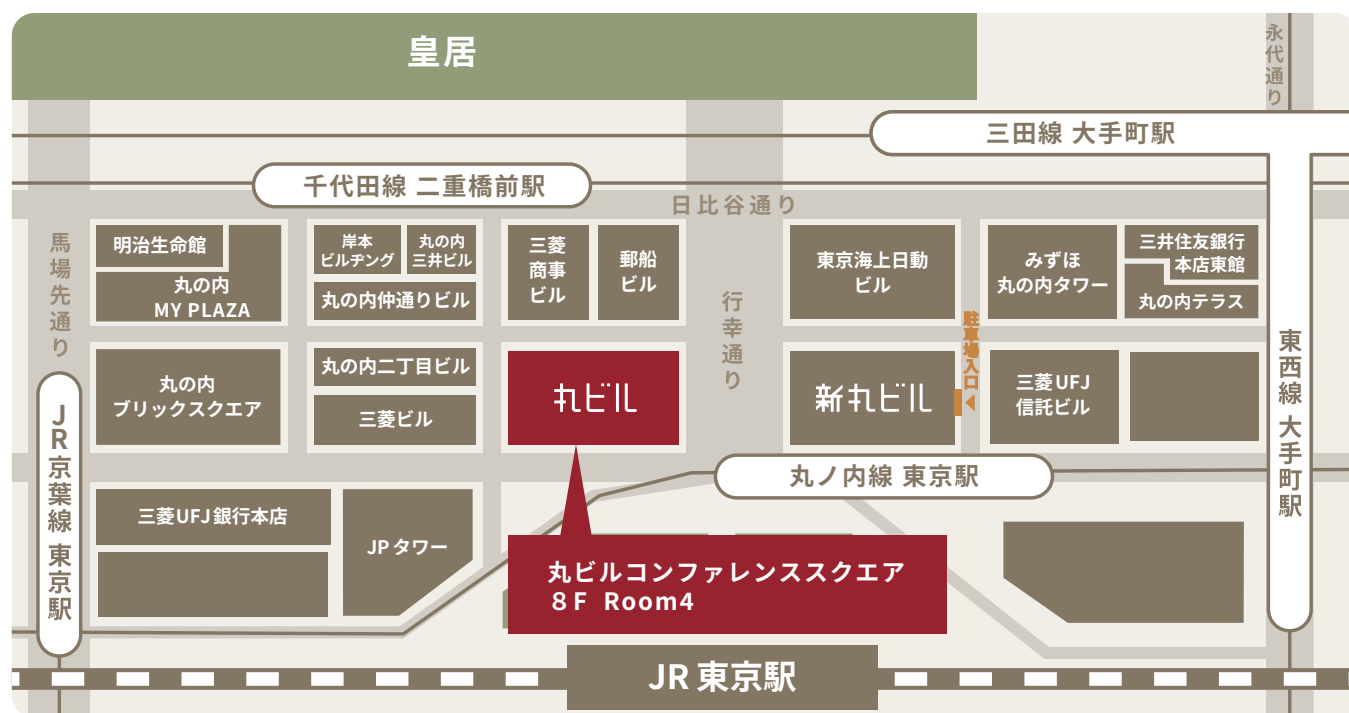 皇居
永代通り
三田線 大手町駅
千代田線 二重橋前駅
日比谷通り
馬場先通り
明治生命館
丸の内
MY PLAZA
岸本
ビルヂング
丸の内
三井ビル
丸の内仲通りビル
三菱
商事
ビル
郵船
ビル
行幸通り
東京海上日動
ビル
みずほ
丸の内タワー
三井住友銀行
本店東館
丸の内テラス
駐車場入口
東西線 大手町駅
丸の内
ブリックスクエア
丸の内二丁目ビル
三菱ビル
丸ビル
新丸ビル
三菱UFJ
信託ビル
JR京葉線 東京駅
丸ノ内線 東京駅
三菱UFJ銀行本店
JPタワー
丸ビルコンファレンススクエア
8F Room4
JR 東京駅